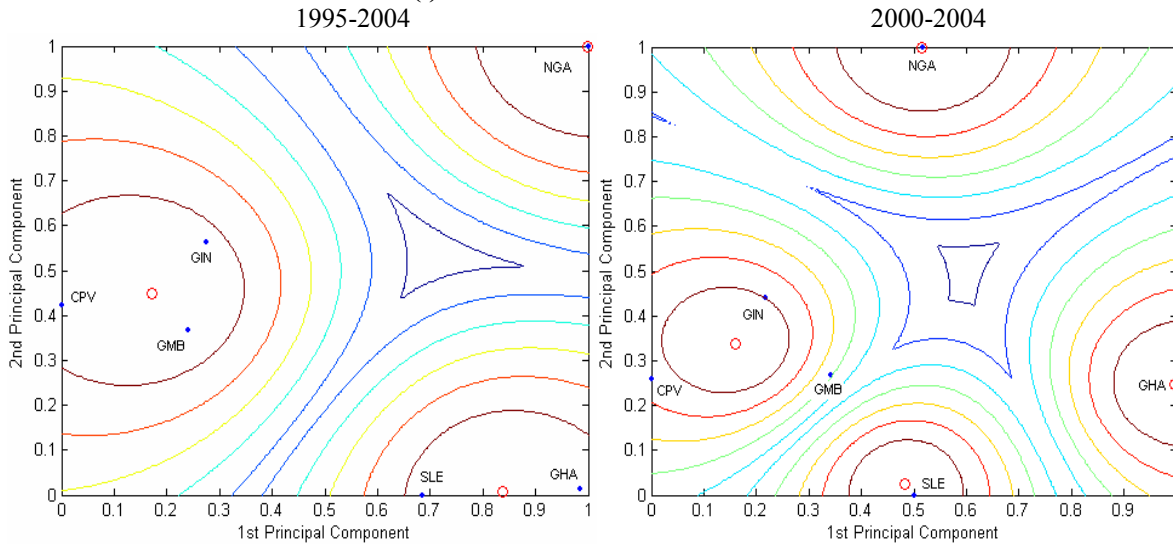 1995-2004
2000-2004
1
0.9
0.8
0.7
0.6
0.5
0.4
0.3
0.2
0.1
0
2nd Principal Component
NGA
GIN
CPV
GMB
SLE
GHA
0 0.1 0.2 0.3 0.4 0.5 0.6 0.7 0.8 0.9 1
1st Principal Component
1
0.9
0.8
0.7
0.6
0.5
0.4
0.3
0.2
0.1
0
2nd Principal Component
NGA
GIN
CPV
GMB
GHA
SLE
0 0.1 0.2 0.3 0.4 0.5 0.6 0.7 0.8 0.9
1st Principal Component